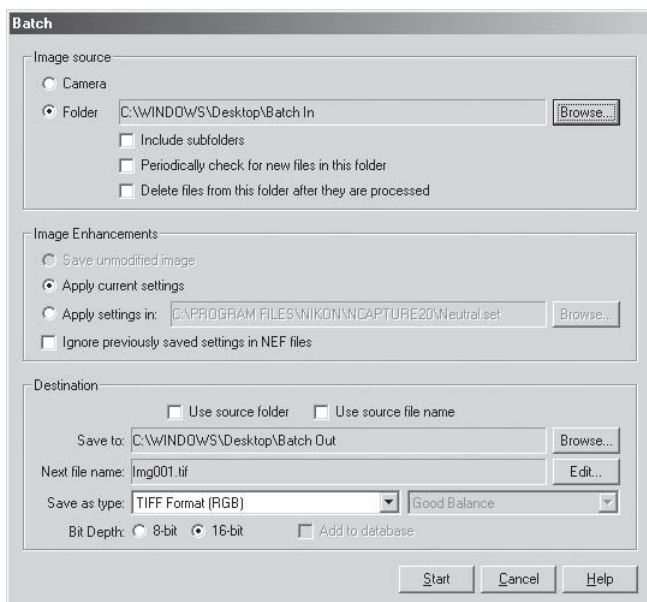 Batch
Image source
Camera
Folder C:\WINDOWS\Desktop\Batch In Browse...
Include subfolders
Periodically check for new files in this folder
Delete files from this folder after they are processed
Image Enhancements
Save unmodified image
Apply current settings
Apply settings in: C:\PROGRAM FILES\NIKON\NCAPTURE20\Neutral.set Browse...
Ignore previously saved settings in NEF files
Destination
Use source folder Use source file name
Save to: C:\WINDOWS\Desktop\Batch Out Browse...
Next file name: Img001.tif Edit...
Save as type: TIFF Format (RGB) Good Balance
Bit Depth: 8-bit 16-bit Add to database
Start Cancel Help